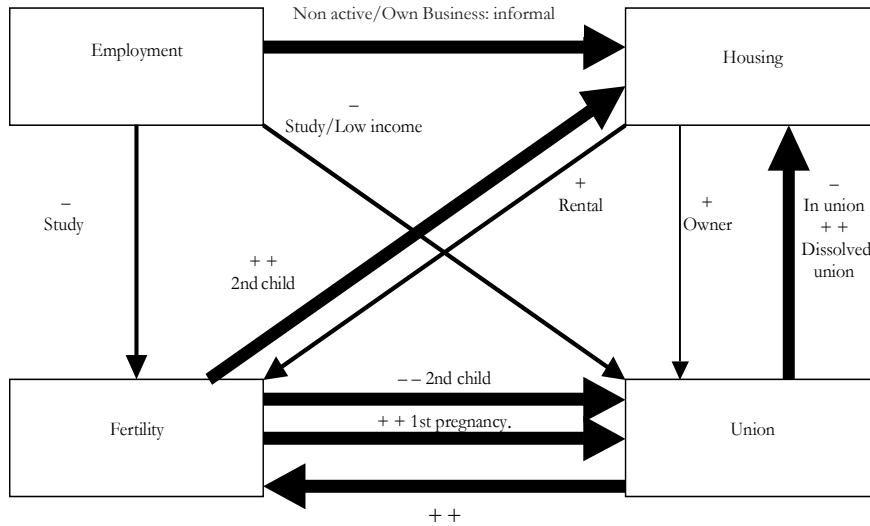 Non active/Own Business: informal
Employment
Housing
–
Study/Low income
–
Study
+
Rental
+
Owner
–
In union
+ +
Dissolved
union
+ +
2nd child
– – 2nd child
+ + 1st pregnancy.
Fertility
Union
+ +